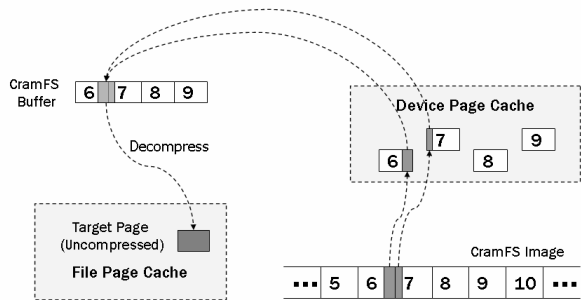 CramFS
Buffer
6 7 8 9
Decompress
Target Page
(Uncompressed)
File Page Cache
Device Page Cache
7 9
6 8
CramFS Image
••• 5 6 7 8 9 10 •••